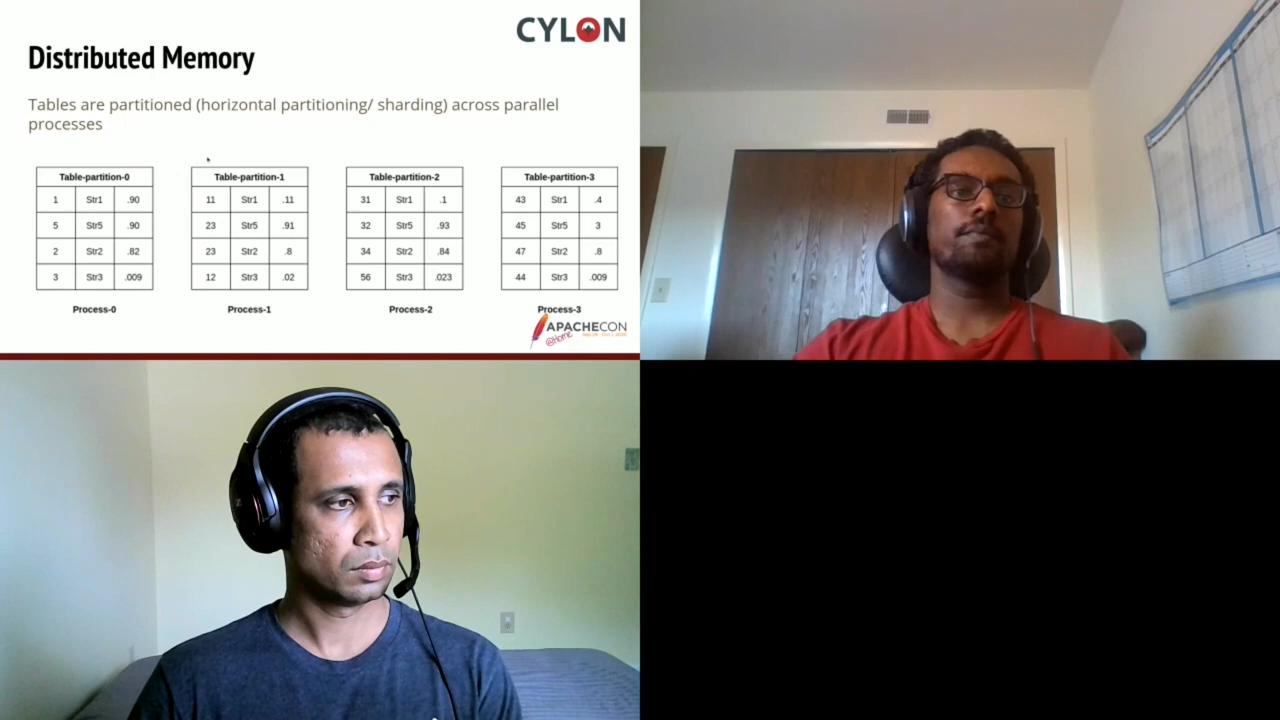 CYLON
Distributed Memory
Tables are partitioned (horizontal partitioning/ sharding) across parallel
processes
Table-partition-0
1 Str1 .90
5 Str5 .90
2 Str2 .82
3 Str3 .009
Process-0
Table-partition-1
11 Str1 .11
23 Str5 .91
23 Str2 .8
12 Str3 .02
Process-1
Table-partition-2
31 Str1 .1
32 Str5 .93
34 Str2 .84
56 Str3 .023
Process-2
Table-partition-3
43 Str1 .4
45 Str5 3
47 Str2 .8
44 Str3 .009
Process-3
APACHECON
@Home